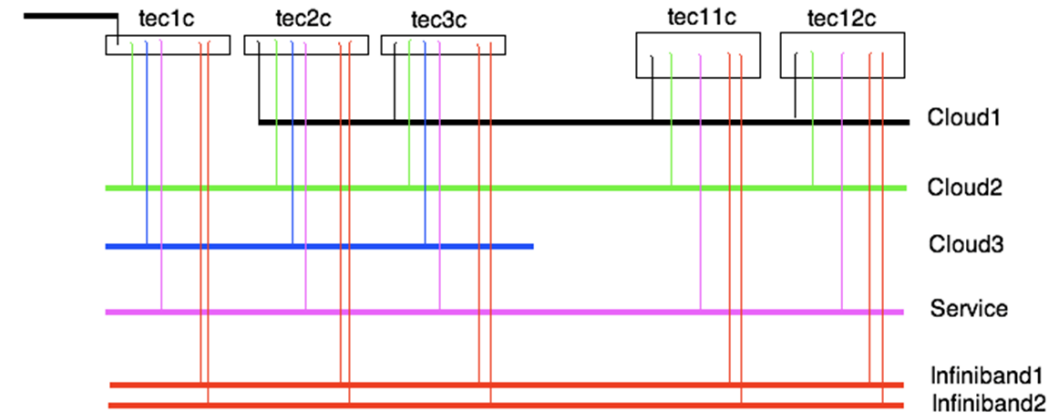 tec1c
tec2c
tec3c
tec11c
tec12c
Cloud1
Cloud2
Cloud3
Service
Infiniband1
Infiniband2